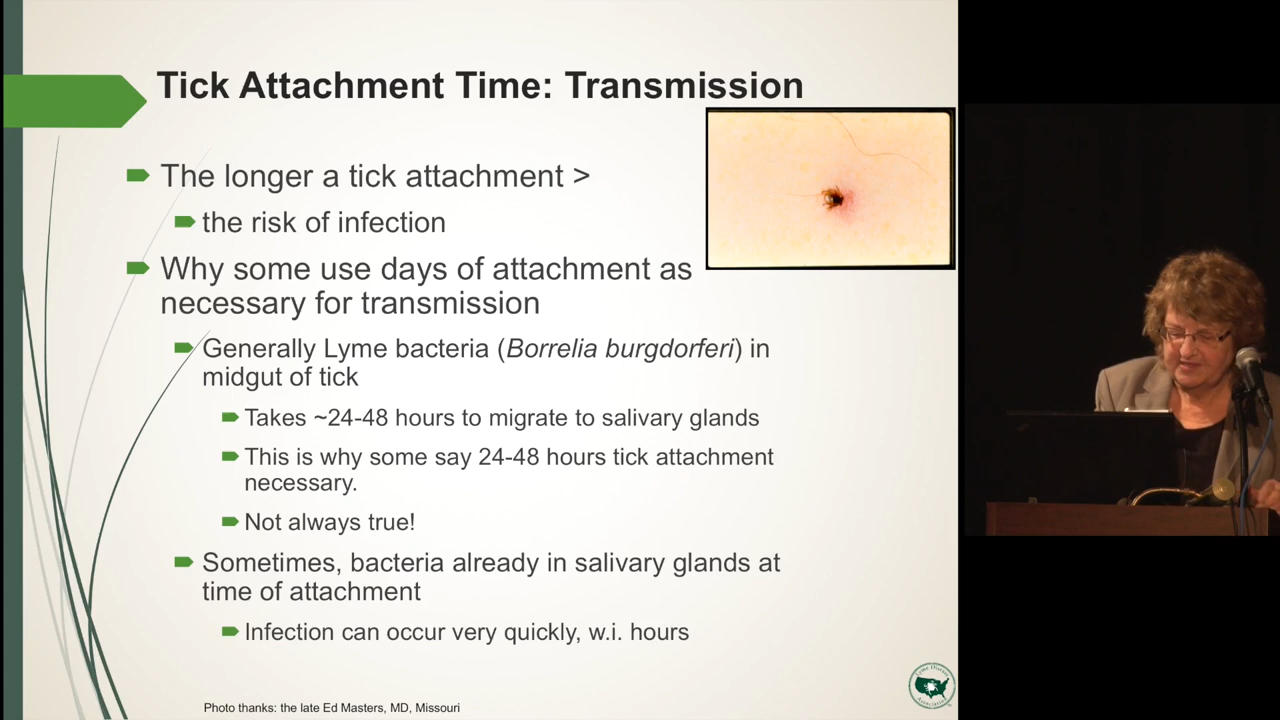 Tick Attachment Time: Transmission
The longer a tick attachment >
the risk of infection
Why some use days of attachment as
necessary for transmission
Generally Lyme bacteria (Borrelia burgdorferi) in
midgut of tick
Takes ~24-48 hours to migrate to salivary glands
This is why some say 24-48 hours tick attachment
necessary.
Not always true!
Sometimes, bacteria already in salivary glands at
time of attachment
Infection can occur very quickly, w.i. hours
Lyme Disease
Association
Photo thanks: the late Ed Masters, MD, Missouri